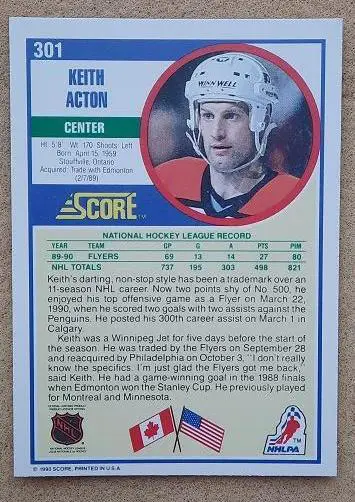 301
KEITH
ACTON
CENTER
Ht: 5'8" Wt: 170 Shoots: Left
Born: April 15, 1958
Stouffville, Ontario
Acquired: Trade with Edmonton
(2/7/89)
WINNWELL
SCORE TM
NATIONAL HOCKEY LEAGUE RECORD
YEAR TEAM GP G A PTS PIM
89-90 FLYERS 69 13 14 27 80
NHL TOTALS 737 195 303 498 821
Keith's darting, non-stop style has been a trademark over an
11-season NHL career. Now two points shy of No. 500, he
enjoyed his top offensive game as a Flyer on March 22,
1990, when he scored two goals with two assists against the
Penguins. He posted his 300th career assist on March 1 in
Calgary.
Keith was a Winnipeg Jet for five days before the start of
the season. He was traded by the Flyers on September 28
and reacquired by Philadelphia on October 3. "I don't really
know the specifics. I'm just glad the Flyers got me back,"
said Keith. He had a game-winning goal in the 1988 finals
when Edmonton won the Stanley Cup. He previously played
for Montreal and Minnesota.
NHL
NHLPA
TM
© 1990 SCORE, PRINTED IN U.S.A.